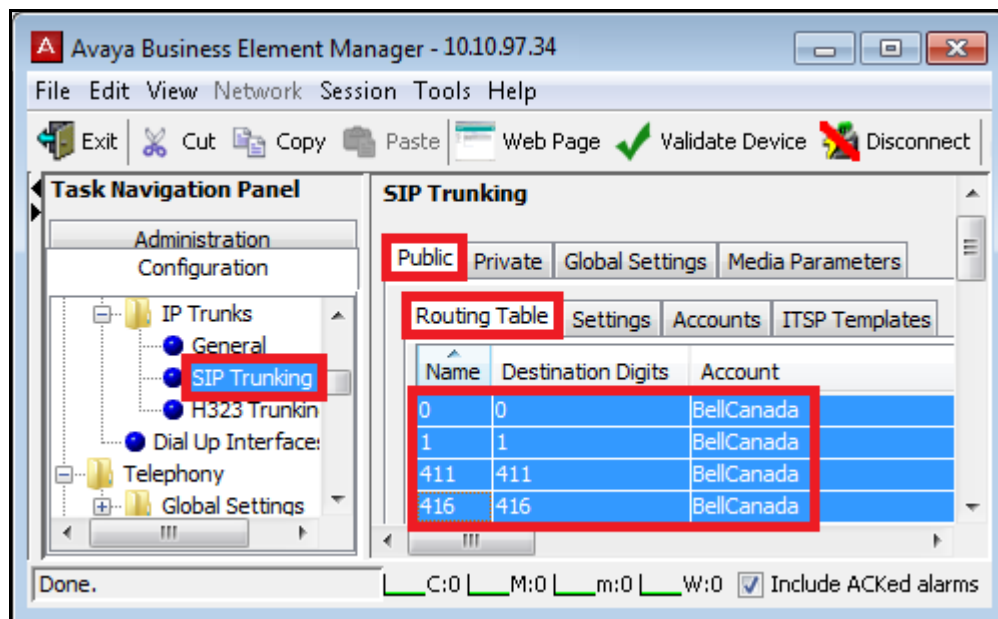 Avaya Business Element Manager - 10.10.97.34
File Edit View Network Session Tools Help
Exit Cut Copy Paste Web Page Validate Device Disconnect
Task Navigation Panel
Administration
Configuration
IP Trunks
General
SIP Trunking
H323 Trunkin
Dial Up Interface:
Telephony
Global Settings
SIP Trunking
Public Private Global Settings Media Parameters
Routing Table Settings Accounts ITSP Templates
Name Destination Digits Account
0 0 BellCanada
1 1 BellCanada
411 411 BellCanada
416 416 BellCanada
Done.
C:0 M:0 m:0 W:0 Include ACKed alarms